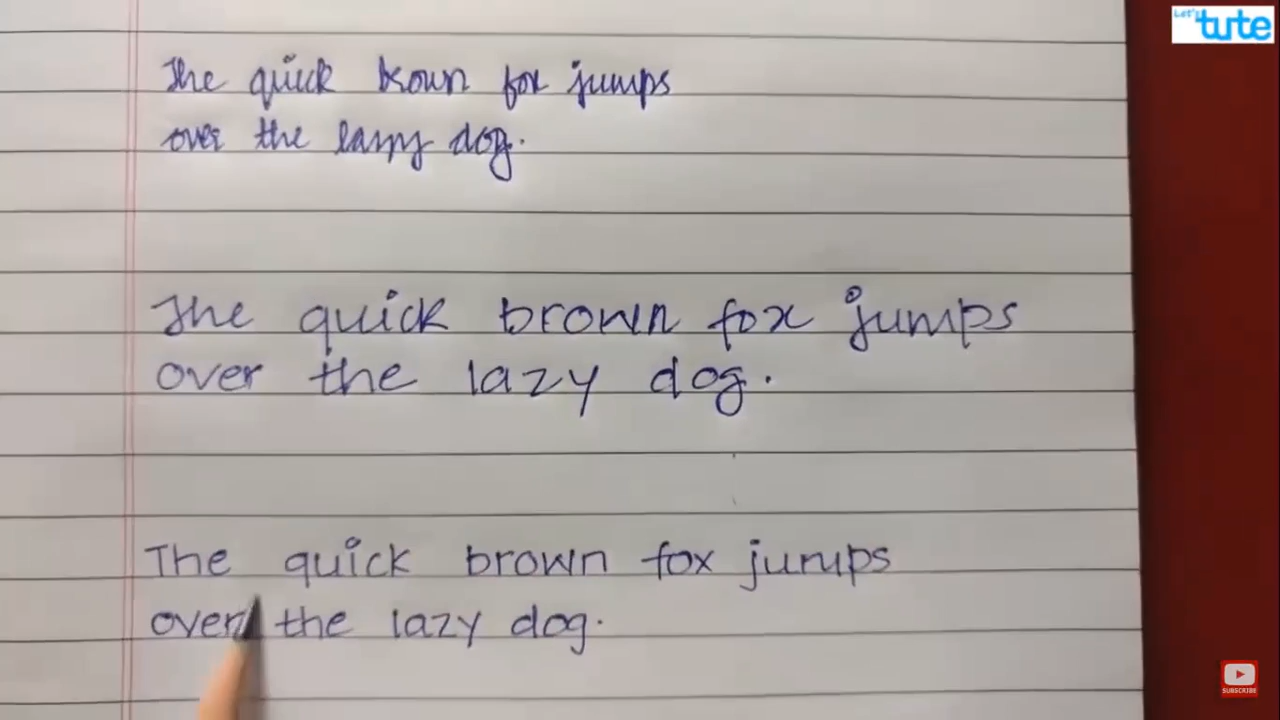 Let's
tute
The quick brown fox jumps
over the lazy dog.
The quick brown fox jumps
over the lazy dog.
The quick brown fox jumps
over the lazy dog.
SUBSCRIBE